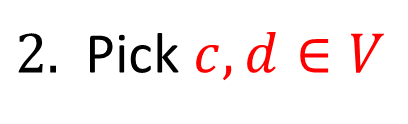 2. Pick c, d ∈ V